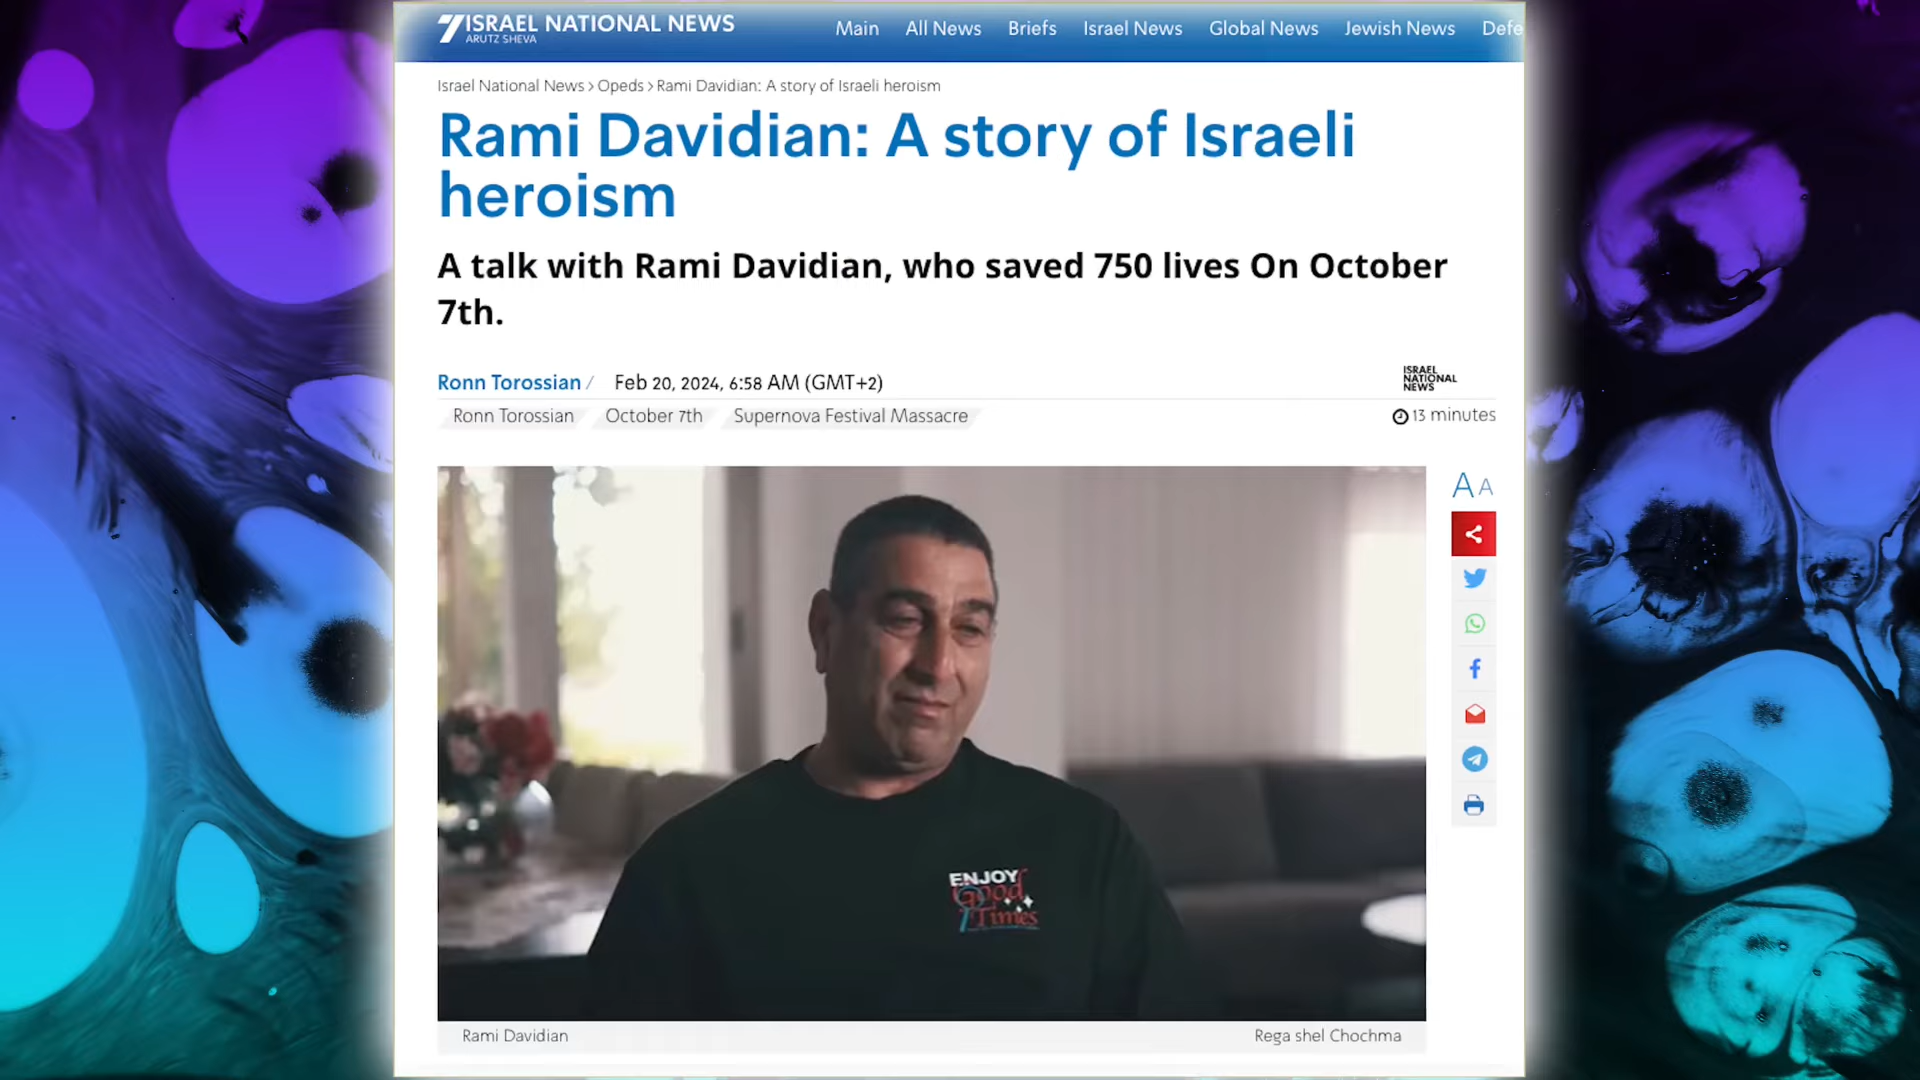 7 ISRAEL NATIONAL NEWS
ARUTZ SHEVA
Main All News Briefs Israel News Global News Jewish News Defe
Israel National News > Opeds > Rami Davidian: A story of Israeli heroism
Rami Davidian: A story of Israeli
heroism
A talk with Rami Davidian, who saved 750 lives On October
7th.
Ronn Torossian / Feb 20, 2024, 6:58 AM (GMT+2)
ISRAEL
NATIONAL
NEWS
Ronn Torossian October 7th Supernova Festival Massacre
13 minutes
A A
ENJOY
Good
Times
Rami Davidian
Rega shel Chochma